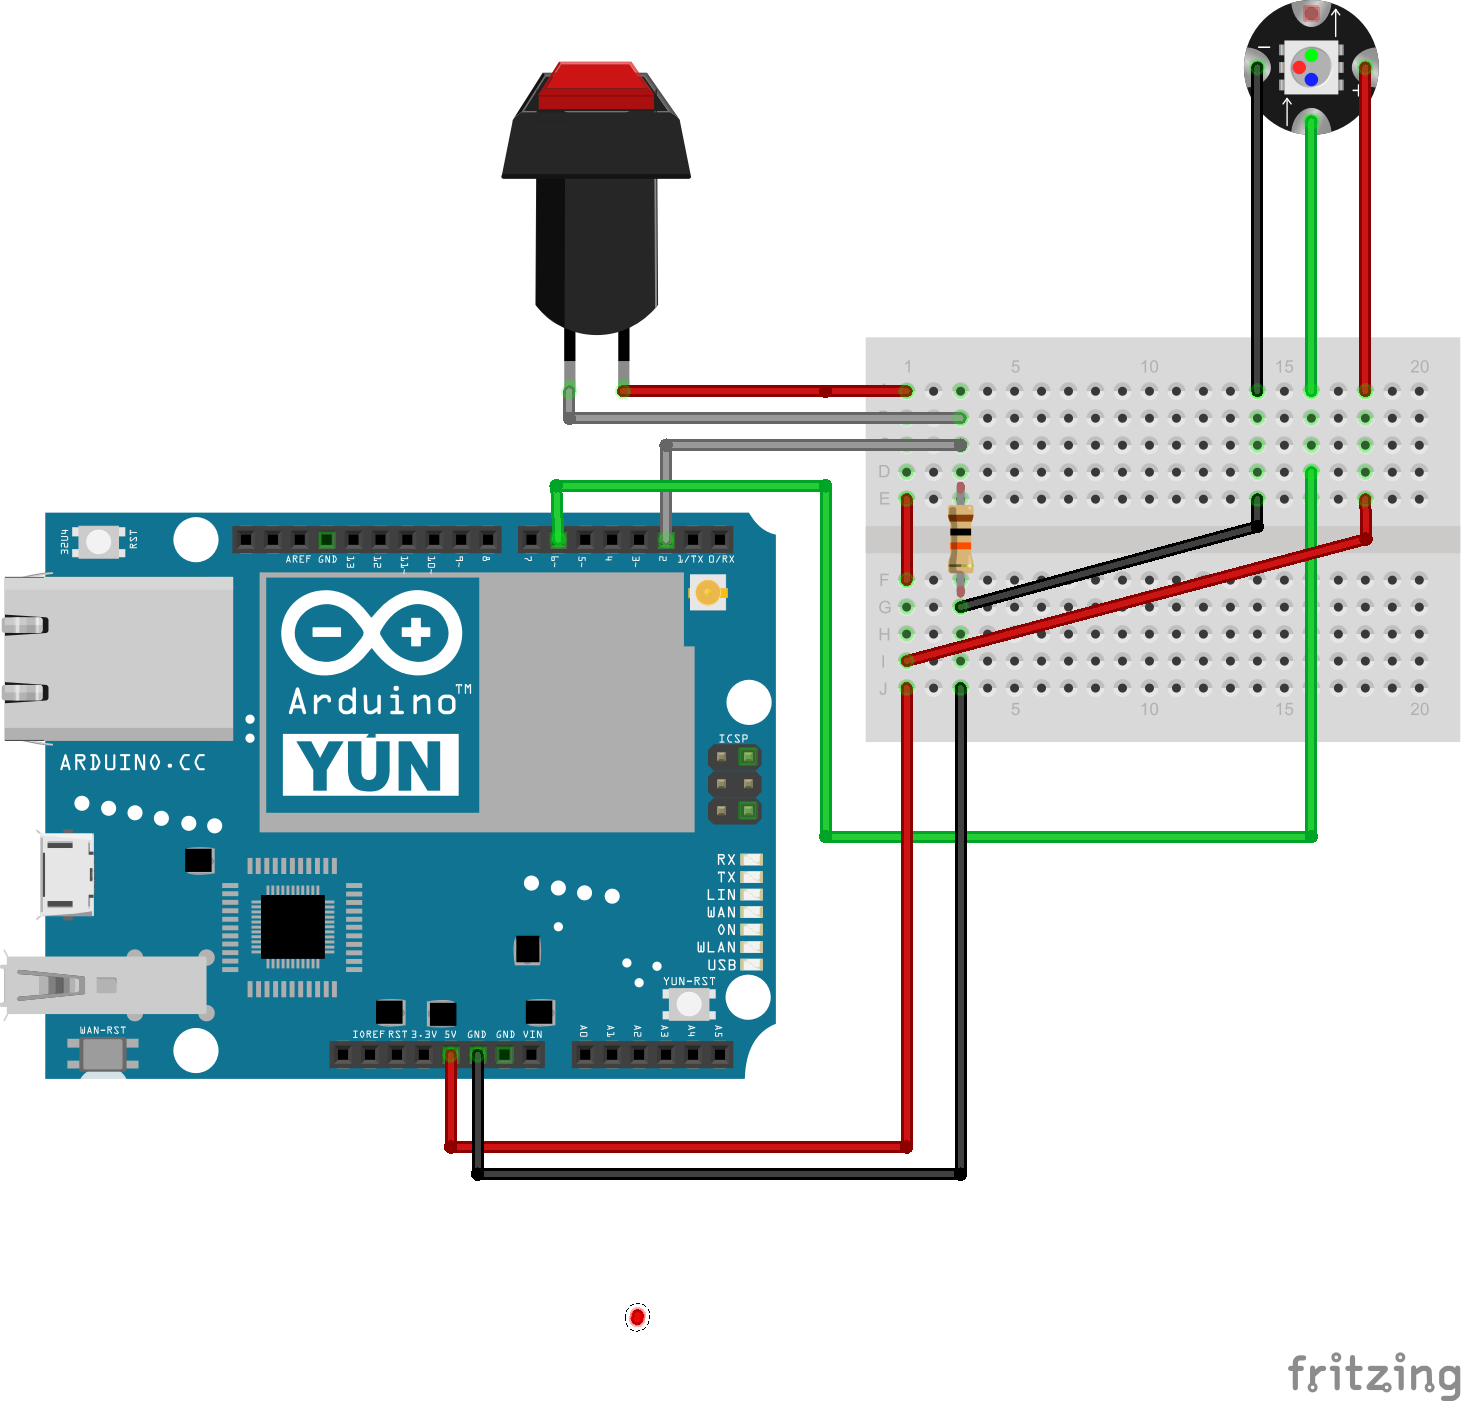 1 5 10 15 20
D
E
F
G
H
I
J
5 10 15 20
32U4 RST
AREF GND 13 12 11~ 10~ 9~ 8 7 6~ 5~ 4 3~ 2 1/TX 0/RX
Arduino™
YÚN
ARDUINO.CC
ICSP
RX
TX
LIN
WAN
ON
WLAN
USB
YUN-RST
WAN-RST
IOREF RST 3.3V 5V GND GND VIN A0 A1 A2 A3 A4 A5
fritzing